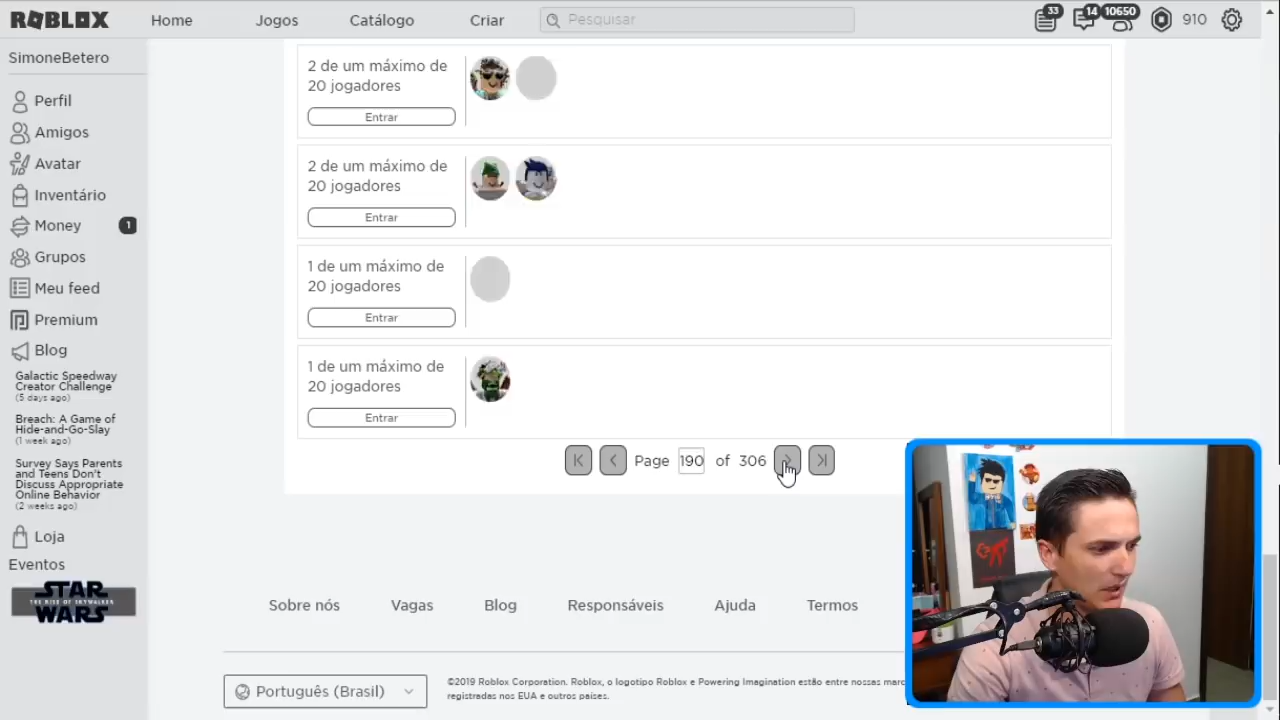 ROBLOX Home Jogos Catálogo Criar Pesquisar 33 14 10650 910
SimoneBetero
Perfil
Amigos
Avatar
Inventário
Money 1
Grupos
Meu feed
Premium
Blog
Galactic Speedway
Creator Challenge
(5 days ago)
Breach: A Game of
Hide-and-Go-Slay
(1 week ago)
Survey Says Parents
and Teens Don't
Discuss Appropriate
Online Behavior
(2 weeks ago)
Loja
Eventos
STAR
THE RISE OF SKYWALKER
WARS
2 de um máximo de
20 jogadores
Entrar
2 de um máximo de
20 jogadores
Entrar
1 de um máximo de
20 jogadores
Entrar
1 de um máximo de
20 jogadores
Entrar
Page 190 of 306
Sobre nós Vagas Blog Responsáveis Ajuda Termos
Português (Brasil)
©2019 Roblox Corporation. Roblox, o logotipo Roblox e Powering Imagination estão entre nossas
registradas nos EUA e outros países.